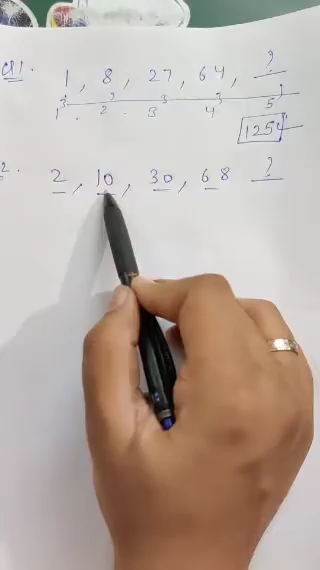 Q1. 1, 8, 27, 64, ?
1³ 2³ 3³ 4³ 5³
125
2. 2, 10, 30, 68 ?